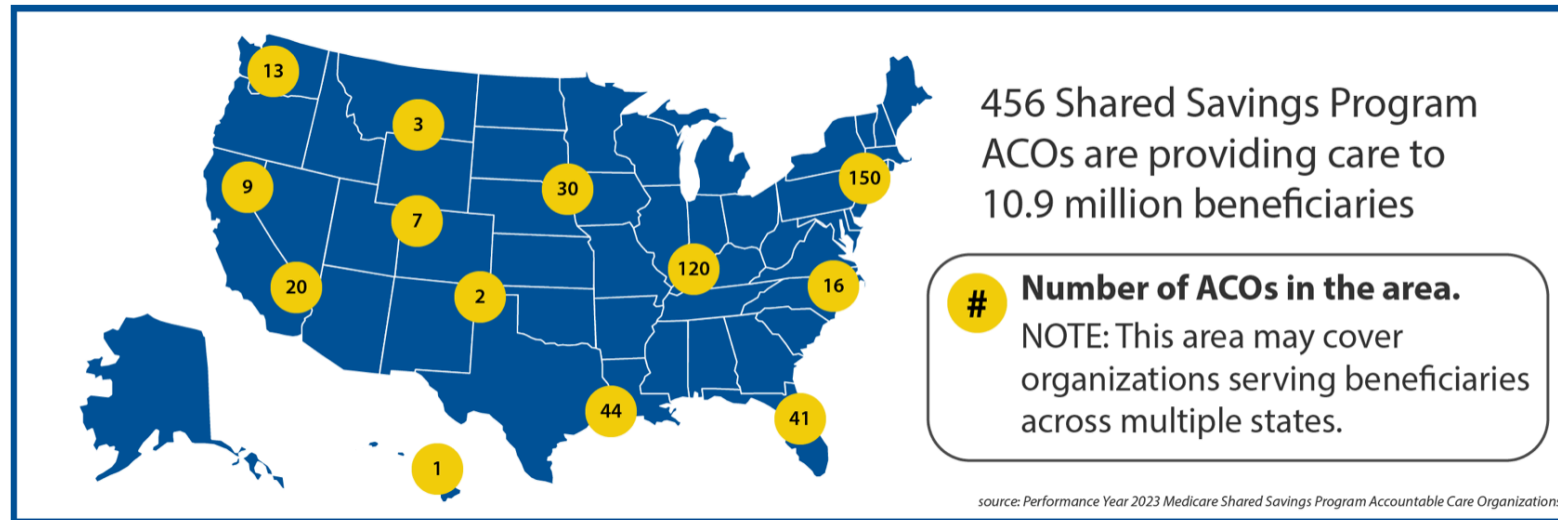 13
3
9
30
150
7
120
20
2
16
44
41
1
456 Shared Savings Program
ACOs are providing care to
10.9 million beneficiaries
# Number of ACOs in the area.
NOTE: This area may cover
organizations serving beneficiaries
across multiple states.
source: Performance Year 2023 Medicare Shared Savings Program Accountable Care Organizations